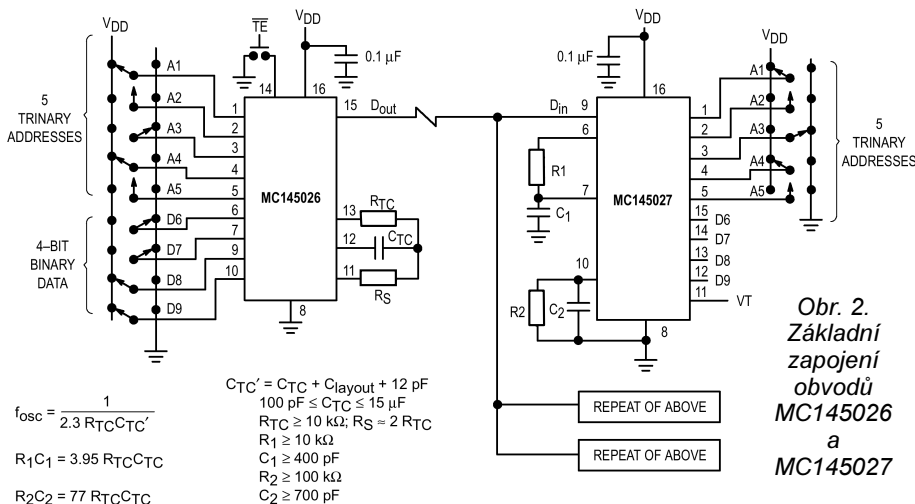 VDD
TE
VDD
0.1 µF
14
16
5
TRINARY
ADDRESSES
A1
A2
A3
A4
A5
4–BIT
BINARY
DATA
D6
D7
D8
D9
1
2
3
4
5
6
7
9
10
MC145026
15
Dout
13
RTC
12
CTC
11
RS
8
VDD
0.1 µF
16
Din
9
6
R1
7
C1
10
R2
C2
MC145027
8
VDD
1
2
3
4
5
A1
A2
A3
A4
A5
5
TRINARY
ADDRESSES
15 D6
14 D7
13 D8
12 D9
11 VT
REPEAT OF ABOVE
REPEAT OF ABOVE
fosc = 1
2.3 RTCCTC′
R1C1 = 3.95 RTCCTC
R2C2 = 77 RTCCTC
CTC′ = CTC + Clayout + 12 pF
100 pF ≤ CTC ≤ 15 µF
RTC ≥ 10 kΩ; RS ≈ 2 RTC
R1 ≥ 10 kΩ
C1 ≥ 400 pF
R2 ≥ 100 kΩ
C2 ≥ 700 pF
Obr. 2.
Základní
zapojení
obvodů
MC145026
a
MC145027